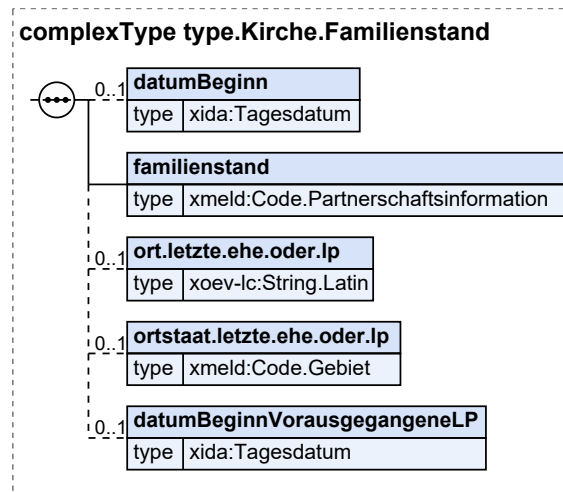 complexType type.Kirche.Familienstand
0..1
datumBeginn
type xida:Tagesdatum
familienstand
type xmeld:Code.Partnerschaftsinformation
0..1
ort.letzte.ehe.oder.lp
type xoev-lc:String.Latin
0..1
ortstaat.letzte.ehe.oder.lp
type xmeld:Code.Gebiet
0..1
datumBeginnVorausgegangeneLP
type xida:Tagesdatum